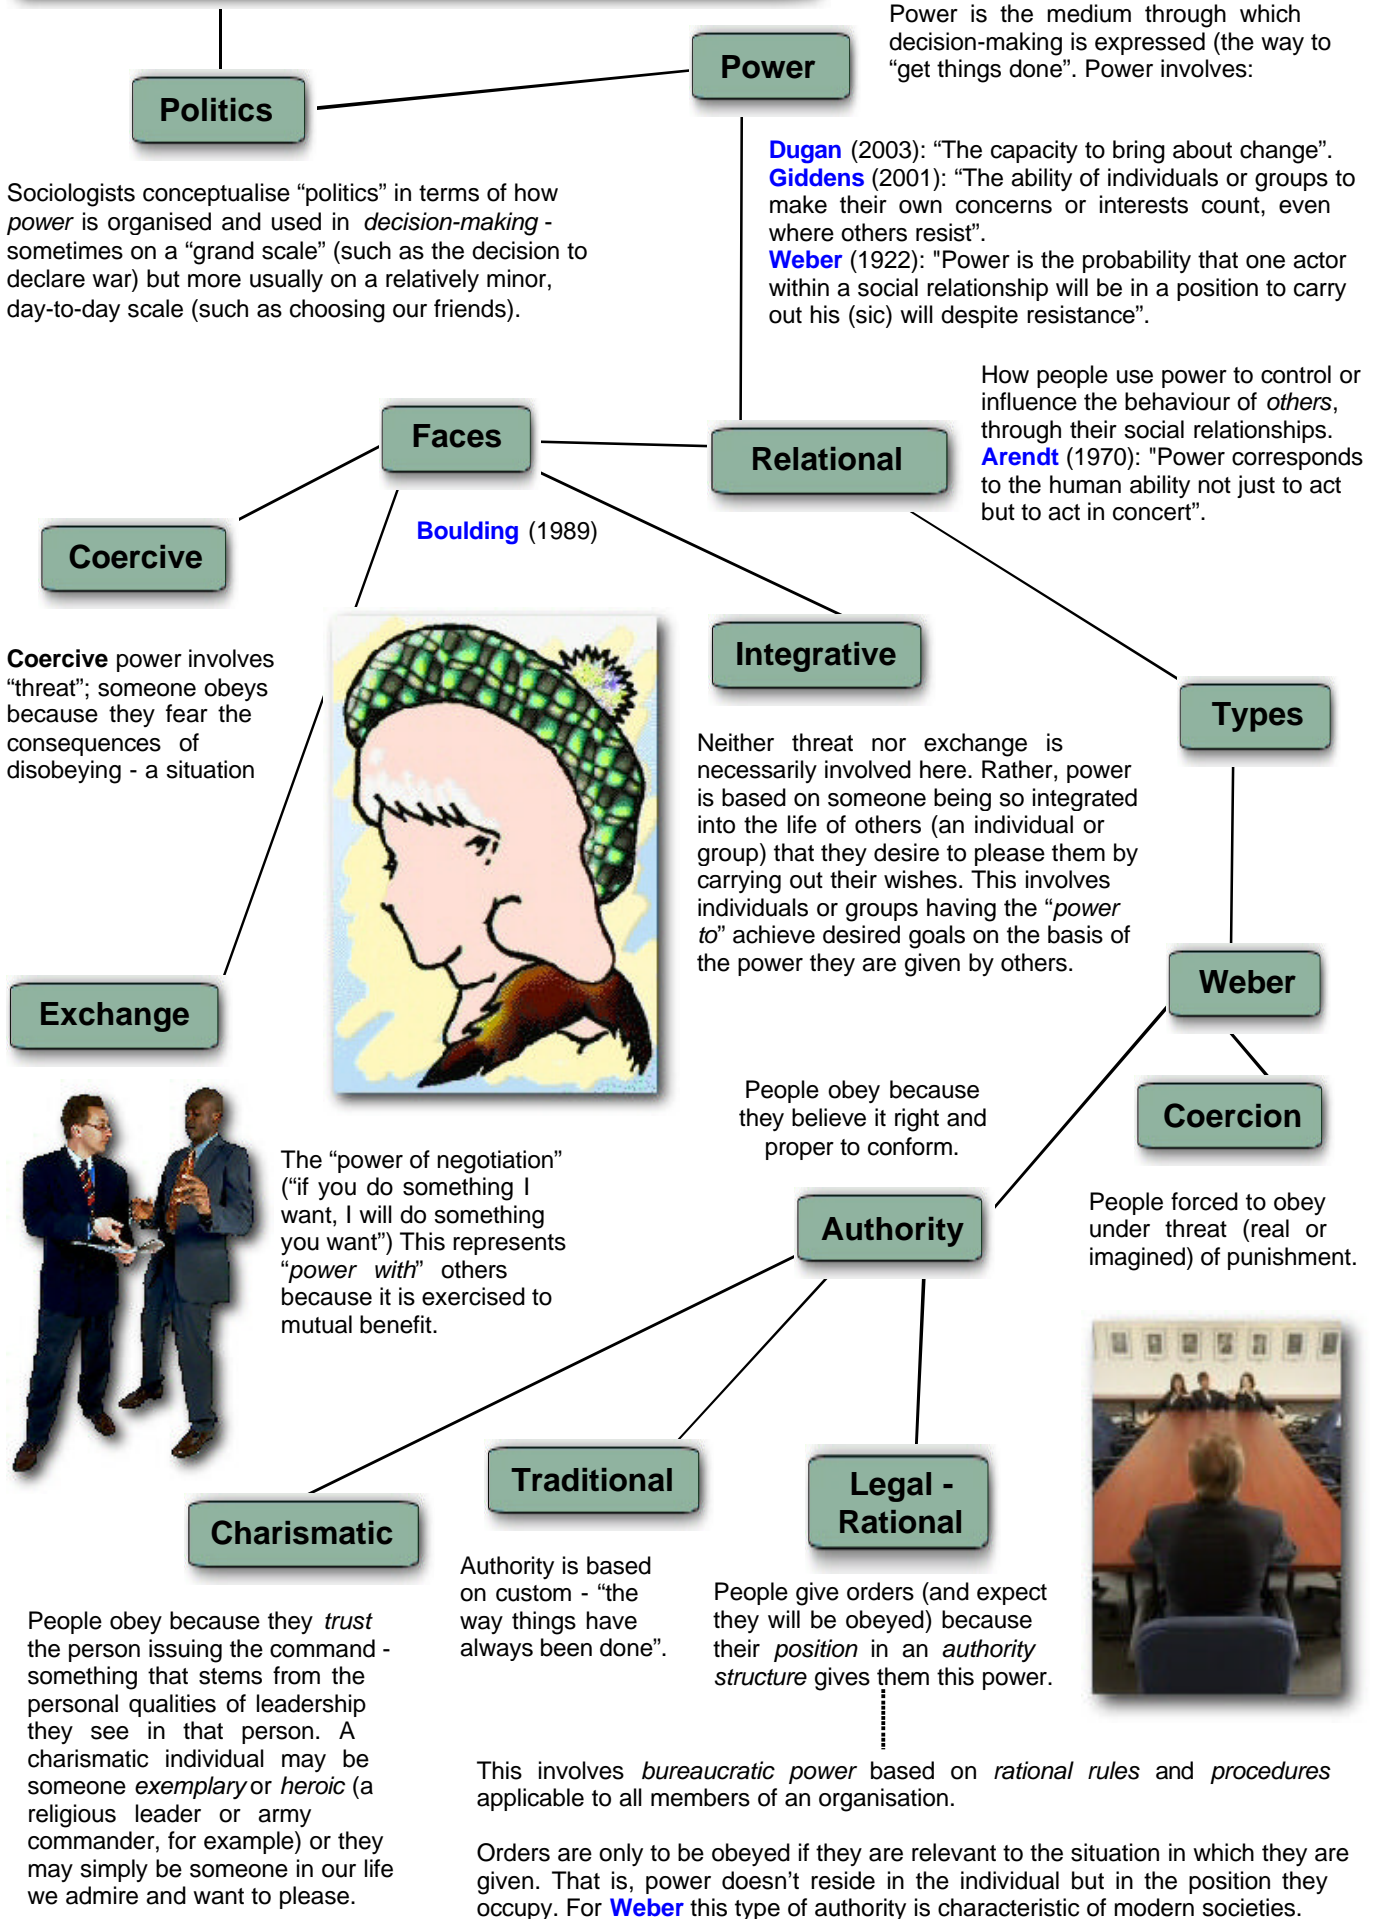 Power is the medium through which
decision-making is expressed (the way to
“get things done”. Power involves:
Power
Politics
Dugan (2003): “The capacity to bring about change”.
Giddens (2001): “The ability of individuals or groups to
make their own concerns or interests count, even
where others resist”.
Weber (1922): "Power is the probability that one actor
within a social relationship will be in a position to carry
out his (sic) will despite resistance”.
Sociologists conceptualise “politics” in terms of how
power is organised and used in decision-making -
sometimes on a “grand scale” (such as the decision to
declare war) but more usually on a relatively minor,
day-to-day scale (such as choosing our friends).
How people use power to control or
influence the behaviour of others,
through their social relationships.
Arendt (1970): "Power corresponds
to the human ability not just to act
but to act in concert”.
Faces
Relational
Boulding (1989)
Coercive
Coercive power involves
“threat”; someone obeys
because they fear the
consequences of
disobeying - a situation
Integrative
Types
Neither threat nor exchange is
necessarily involved here. Rather, power
is based on someone being so integrated
into the life of others (an individual or
group) that they desire to please them by
carrying out their wishes. This involves
individuals or groups having the “power
to” achieve desired goals on the basis of
the power they are given by others.
Weber
Exchange
People obey because
they believe it right and
proper to conform.
Coercion
The “power of negotiation”
(“if you do something I
want, I will do something
you want”) This represents
“power with” others
because it is exercised to
mutual benefit.
Authority
People forced to obey
under threat (real or
imagined) of punishment.
Traditional
Legal -
Rational
Charismatic
Authority is based
on custom - “the
way things have
always been done”.
People give orders (and expect
they will be obeyed) because
their position in an authority
structure gives them this power.
People obey because they trust
the person issuing the command -
something that stems from the
personal qualities of leadership
they see in that person. A
charismatic individual may be
someone exemplary or heroic (a
religious leader or army
commander, for example) or they
may simply be someone in our life
we admire and want to please.
This involves bureaucratic power based on rational rules and procedures
applicable to all members of an organisation.
Orders are only to be obeyed if they are relevant to the situation in which they are
given. That is, power doesn’t reside in the individual but in the position they
occupy. For Weber this type of authority is characteristic of modern societies.